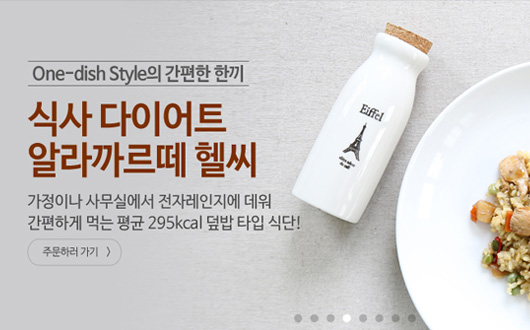 One-dish Style의 간편한 한끼
식사 다이어트
알라까르떼 헬씨
가정이나 사무실에서 전자레인지에 데워
간편하게 먹는 평균 295kcal 덮밥 타입 식단!
주문하러 가기 >
Eiffel